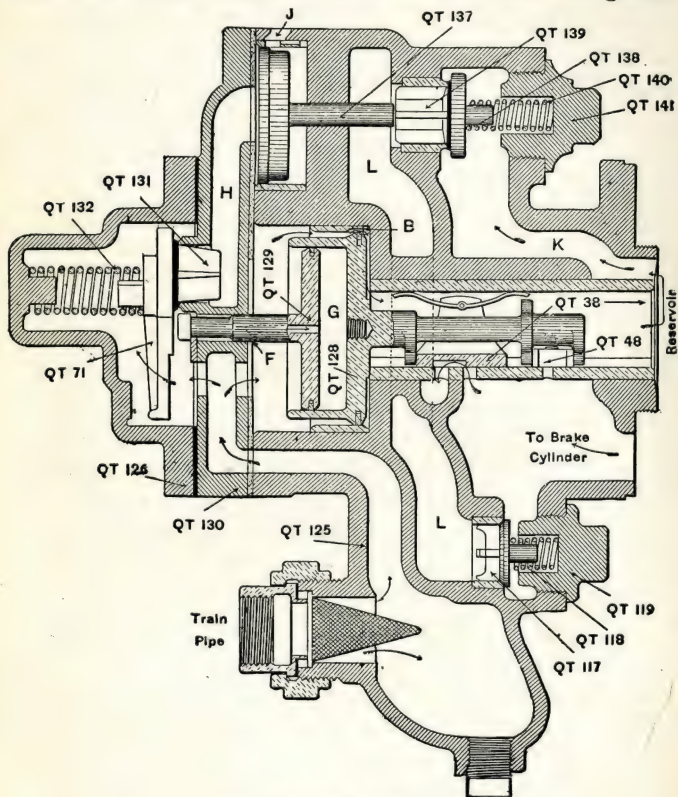 J
QT 137
QT 139
QT 138
QT 140
QT 141
QT 131
QT 132
H
L
B
K
QT 129
G
QT 38
QT 48
F
QT 128
Reservoir
QT 71
QT 126
To Brake
Cylinder
QT 130
QT 125
L
Train
Pipe
QT 119
QT 118
QT 117